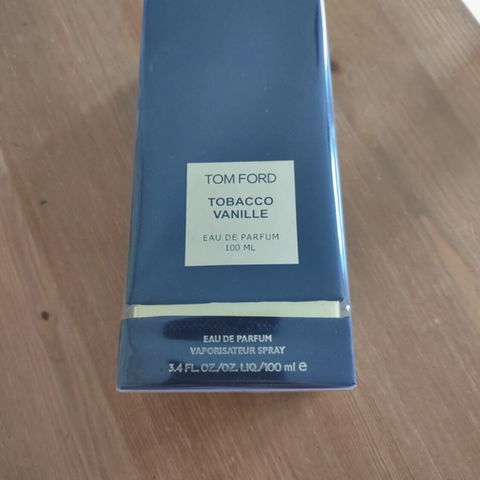 TOM FORD
TOBACCO
VANILLE
EAU DE PARFUM
100 ML
EAU DE PARFUM
VAPORISATEUR SPRAY
3.4 FL. OZ./OZ. LIQ./100 ml e